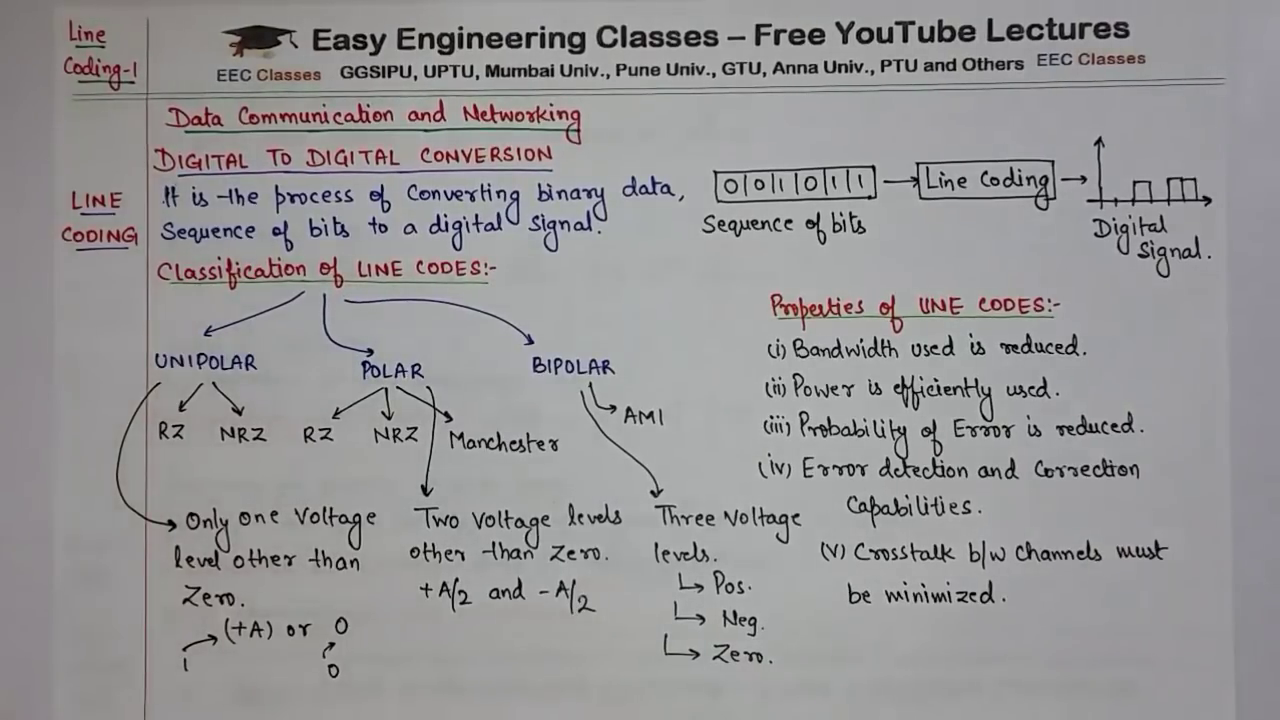 Line
Coding-1
Easy Engineering Classes – Free YouTube Lectures
EEC Classes GGSIPU, UPTU, Mumbai Univ., Pune Univ., GTU, Anna Univ., PTU and Others EEC Classes
Data Communication and Networking
DIGITAL TO DIGITAL CONVERSION
LINE
CODING
It is the process of converting binary data,
Sequence of bits to a digital signal.
0 0 1 0 1 1
Line Coding
Sequence of bits
Digital
Signal.
Classification of LINE CODES:-
UNIPOLAR
POLAR
BIPOLAR
RZ
NRZ
RZ
NRZ
Manchester
AMI
Only one Voltage
level other than
Zero.
(+A) or 0
1
0
Two Voltage levels
other than Zero.
+A/2 and -A/2
Three Voltage
levels.
Pos.
Neg.
Zero.
Properties of LINE CODES:-
(i) Bandwidth used is reduced.
(ii) Power is efficiently used.
(iii) Probability of Error is reduced.
(iv) Error detection and Correction
Capabilities.
(v) Crosstalk b/w Channels must
be minimized.